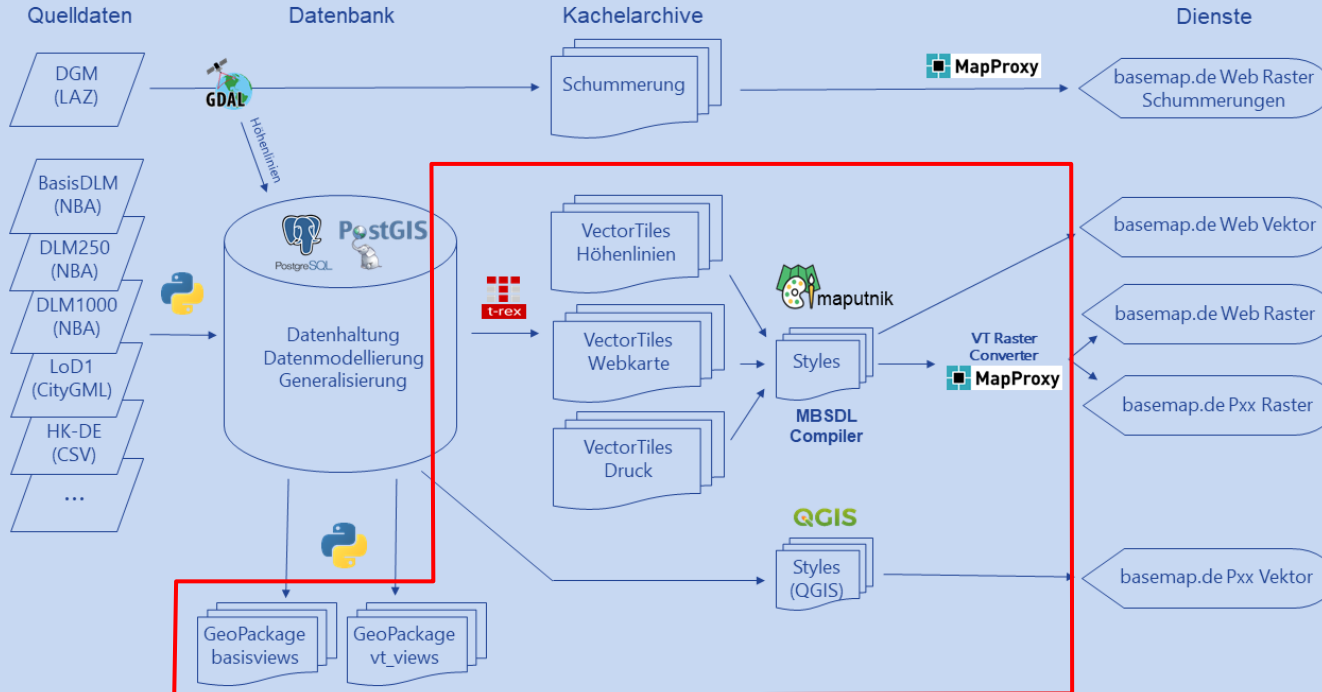 Quelldaten
Datenbank
Kachelarchive
Dienste
DGM
(LAZ)
GDAL
Schummerung
MapProxy
basemap.de Web Raster
Schummerungen
Höhenlinien
BasisDLM
(NBA)
DLM250
(NBA)
DLM1000
(NBA)
LoD1
(CityGML)
HK-DE
(CSV)
...
PostgreSQL
PostGIS
Datenhaltung
Datenmodellierung
Generalisierung
t-rex
VectorTiles
Höhenlinien
VectorTiles
Webkarte
VectorTiles
Druck
maputnik
Styles
MBSDL
Compiler
VT Raster
Converter
MapProxy
basemap.de Web Vektor
basemap.de Web Raster
basemap.de Pxx Raster
QGIS
Styles
(QGIS)
basemap.de Pxx Vektor
GeoPackage
basisviews
GeoPackage
vt_views